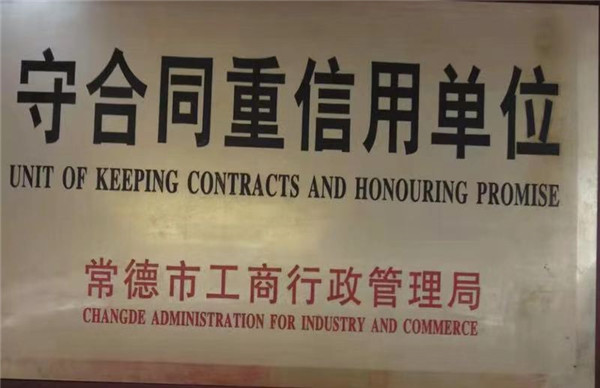 守合同重信用单位
UNIT OF KEEPING CONTRACTS AND HONOURING PROMISE
常德市工商行政管理局
CHANGDE ADMINISTRATION FOR INDUSTRY AND COMMERCE